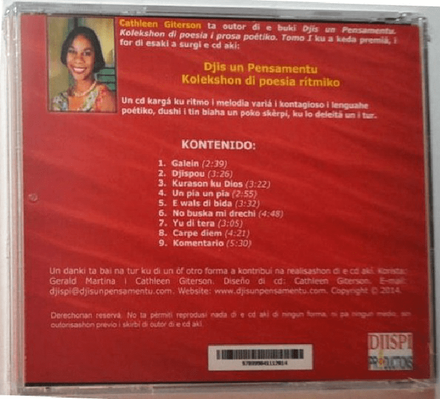 Cathleen Giterson ta outor di e buki Djis un Pensamentu.
Kolekshon di poesia i prosa poétiko. Tomo I ku a keda premiá, i
for di esaki a surgi e cd aki:
Djis un Pensamentu
Kolekshon di poesia ritmiko
Un cd kargá ku ritmo i melodia variá i kontagioso i lenguahe
poétiko, dushi i tin biaha un poko skèrpi, ku lo deleitá un i tur.
KONTENIDO:
1. Galein (2:39)
2. Djispou (3:26)
3. Kurason ku Dios (3:22)
4. Un pia un pia (2:55)
5. E wals di bida (3:32)
6. No buska mi drechi (4:48)
7. Yu di tera (3:05)
8. Carpe diem (4:21)
9. Komentario (5:30)
Un danki ta bai na tur ku di un òf otro forma a kontribuí na realisashon di e cd aki. Korista:
Gerald Martina i Cathleen Giterson. Diseño di cd: Cathleen Giterson. E-mail:
djispi@djisunpensamentu.com. Website: www.djisunpensamentu.com. Copyright © 2014.
Derechonan reservá. No ta permití reprodusí nada di e cd aki di ningun forma, ni pa ningun medio, sin
outorisashon previo i skirbí di outor di e cd aki.
DJISPI
PRODUCTIONS